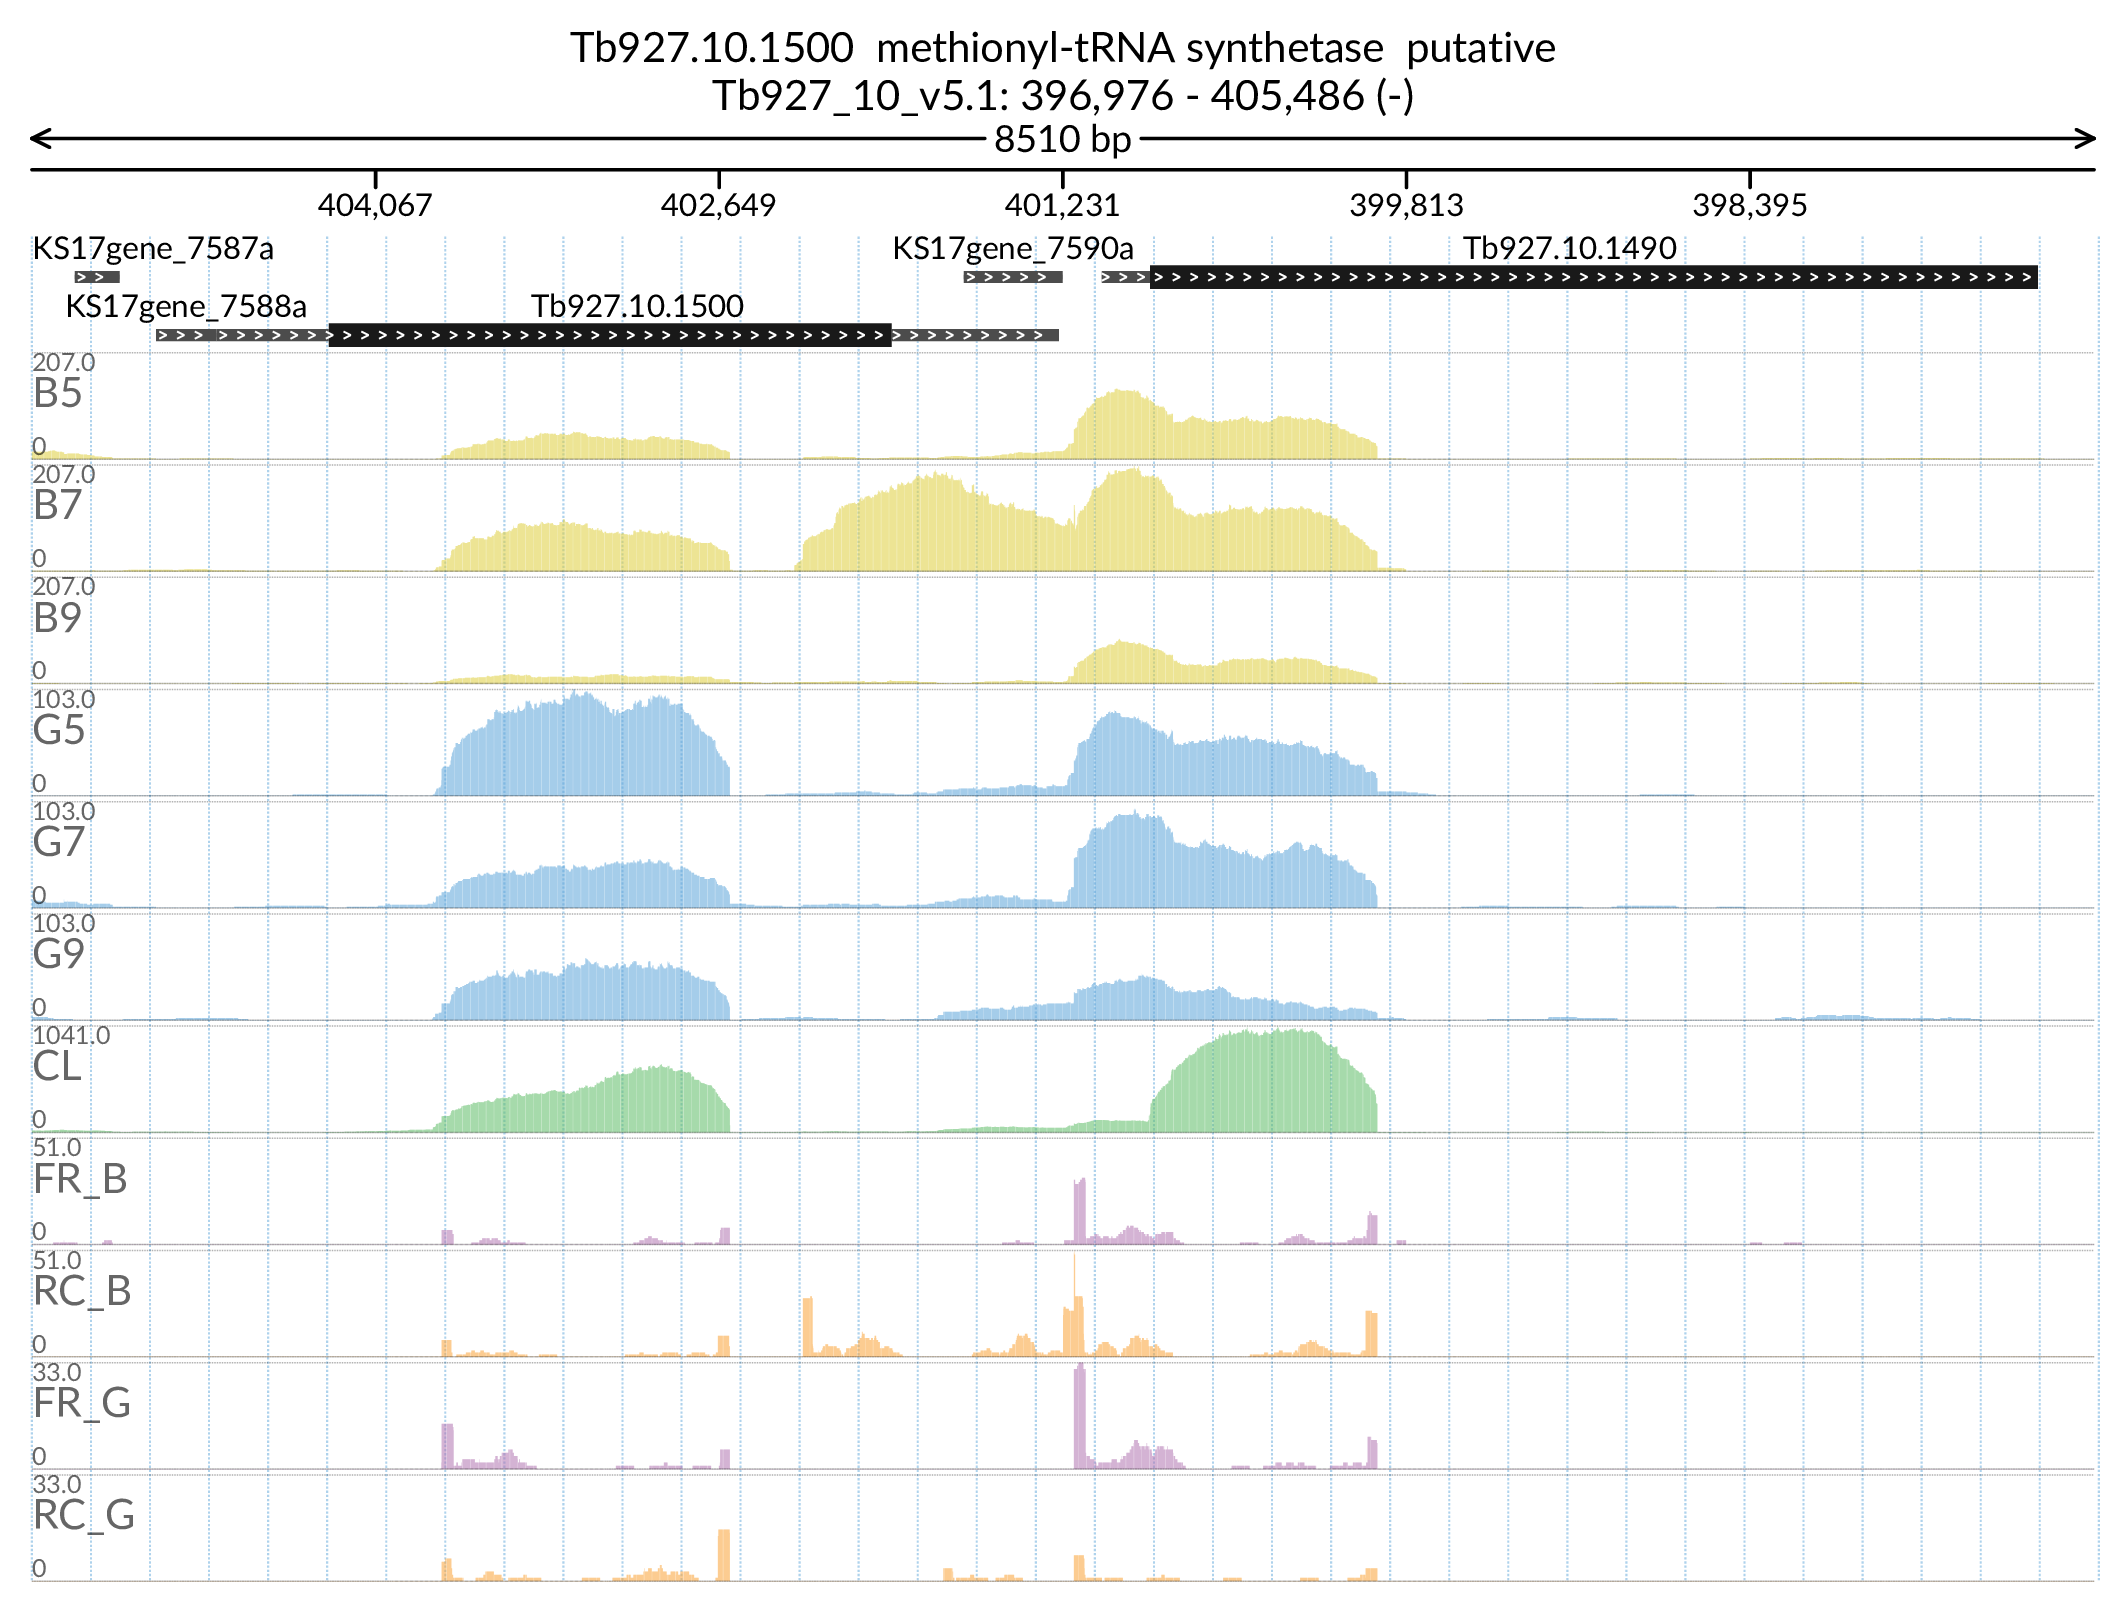 Tb927.10.1500  methionyl-tRNA synthetase  putative
Tb927_10_v5.1: 396,976 - 405,486 (-)
8510 bp
404,067 402,649 401,231 399,813 398,395
KS17gene_7587a KS17gene_7590a Tb927.10.1490
KS17gene_7588a Tb927.10.1500
207.0
B5
0
207.0
B7
0
207.0
B9
0
103.0
G5
0
103.0
G7
0
103.0
G9
0
1041.0
CL
0
51.0
FR_B
0
51.0
RC_B
0
33.0
FR_G
0
33.0
RC_G
0